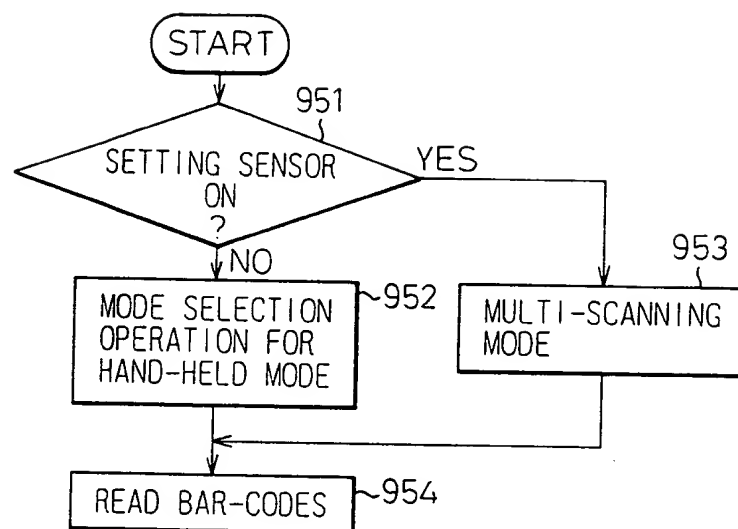 START
951
SETTING SENSOR
ON
?
YES
NO
953
MODE SELECTION
OPERATION FOR
HAND-HELD MODE
952
MULTI-SCANNING
MODE
READ BAR-CODES
954